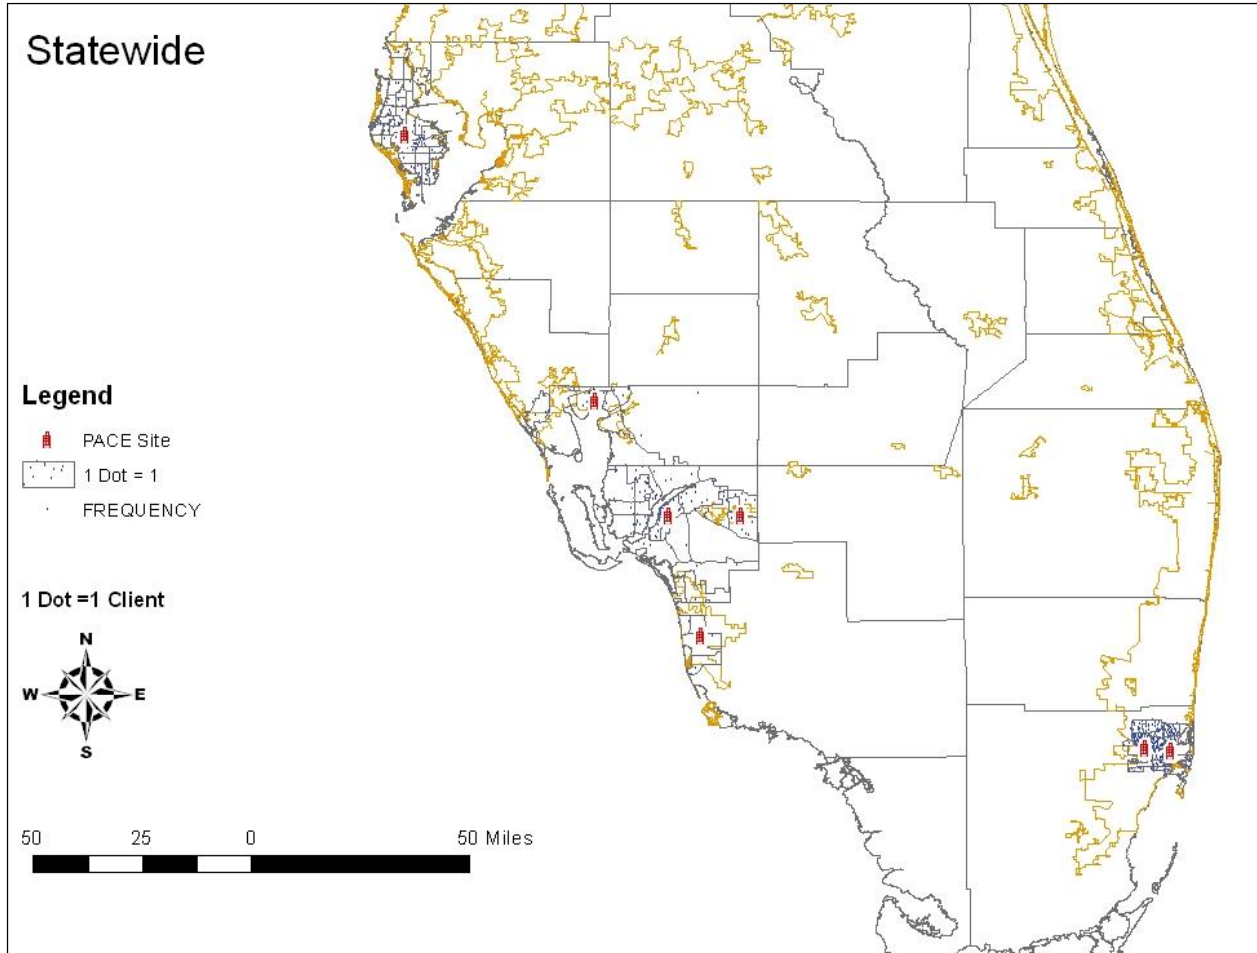 Statewide
Legend
PACE Site
1 Dot = 1
FREQUENCY
1 Dot =1 Client
N
W E
S
50 25 0 50 Miles